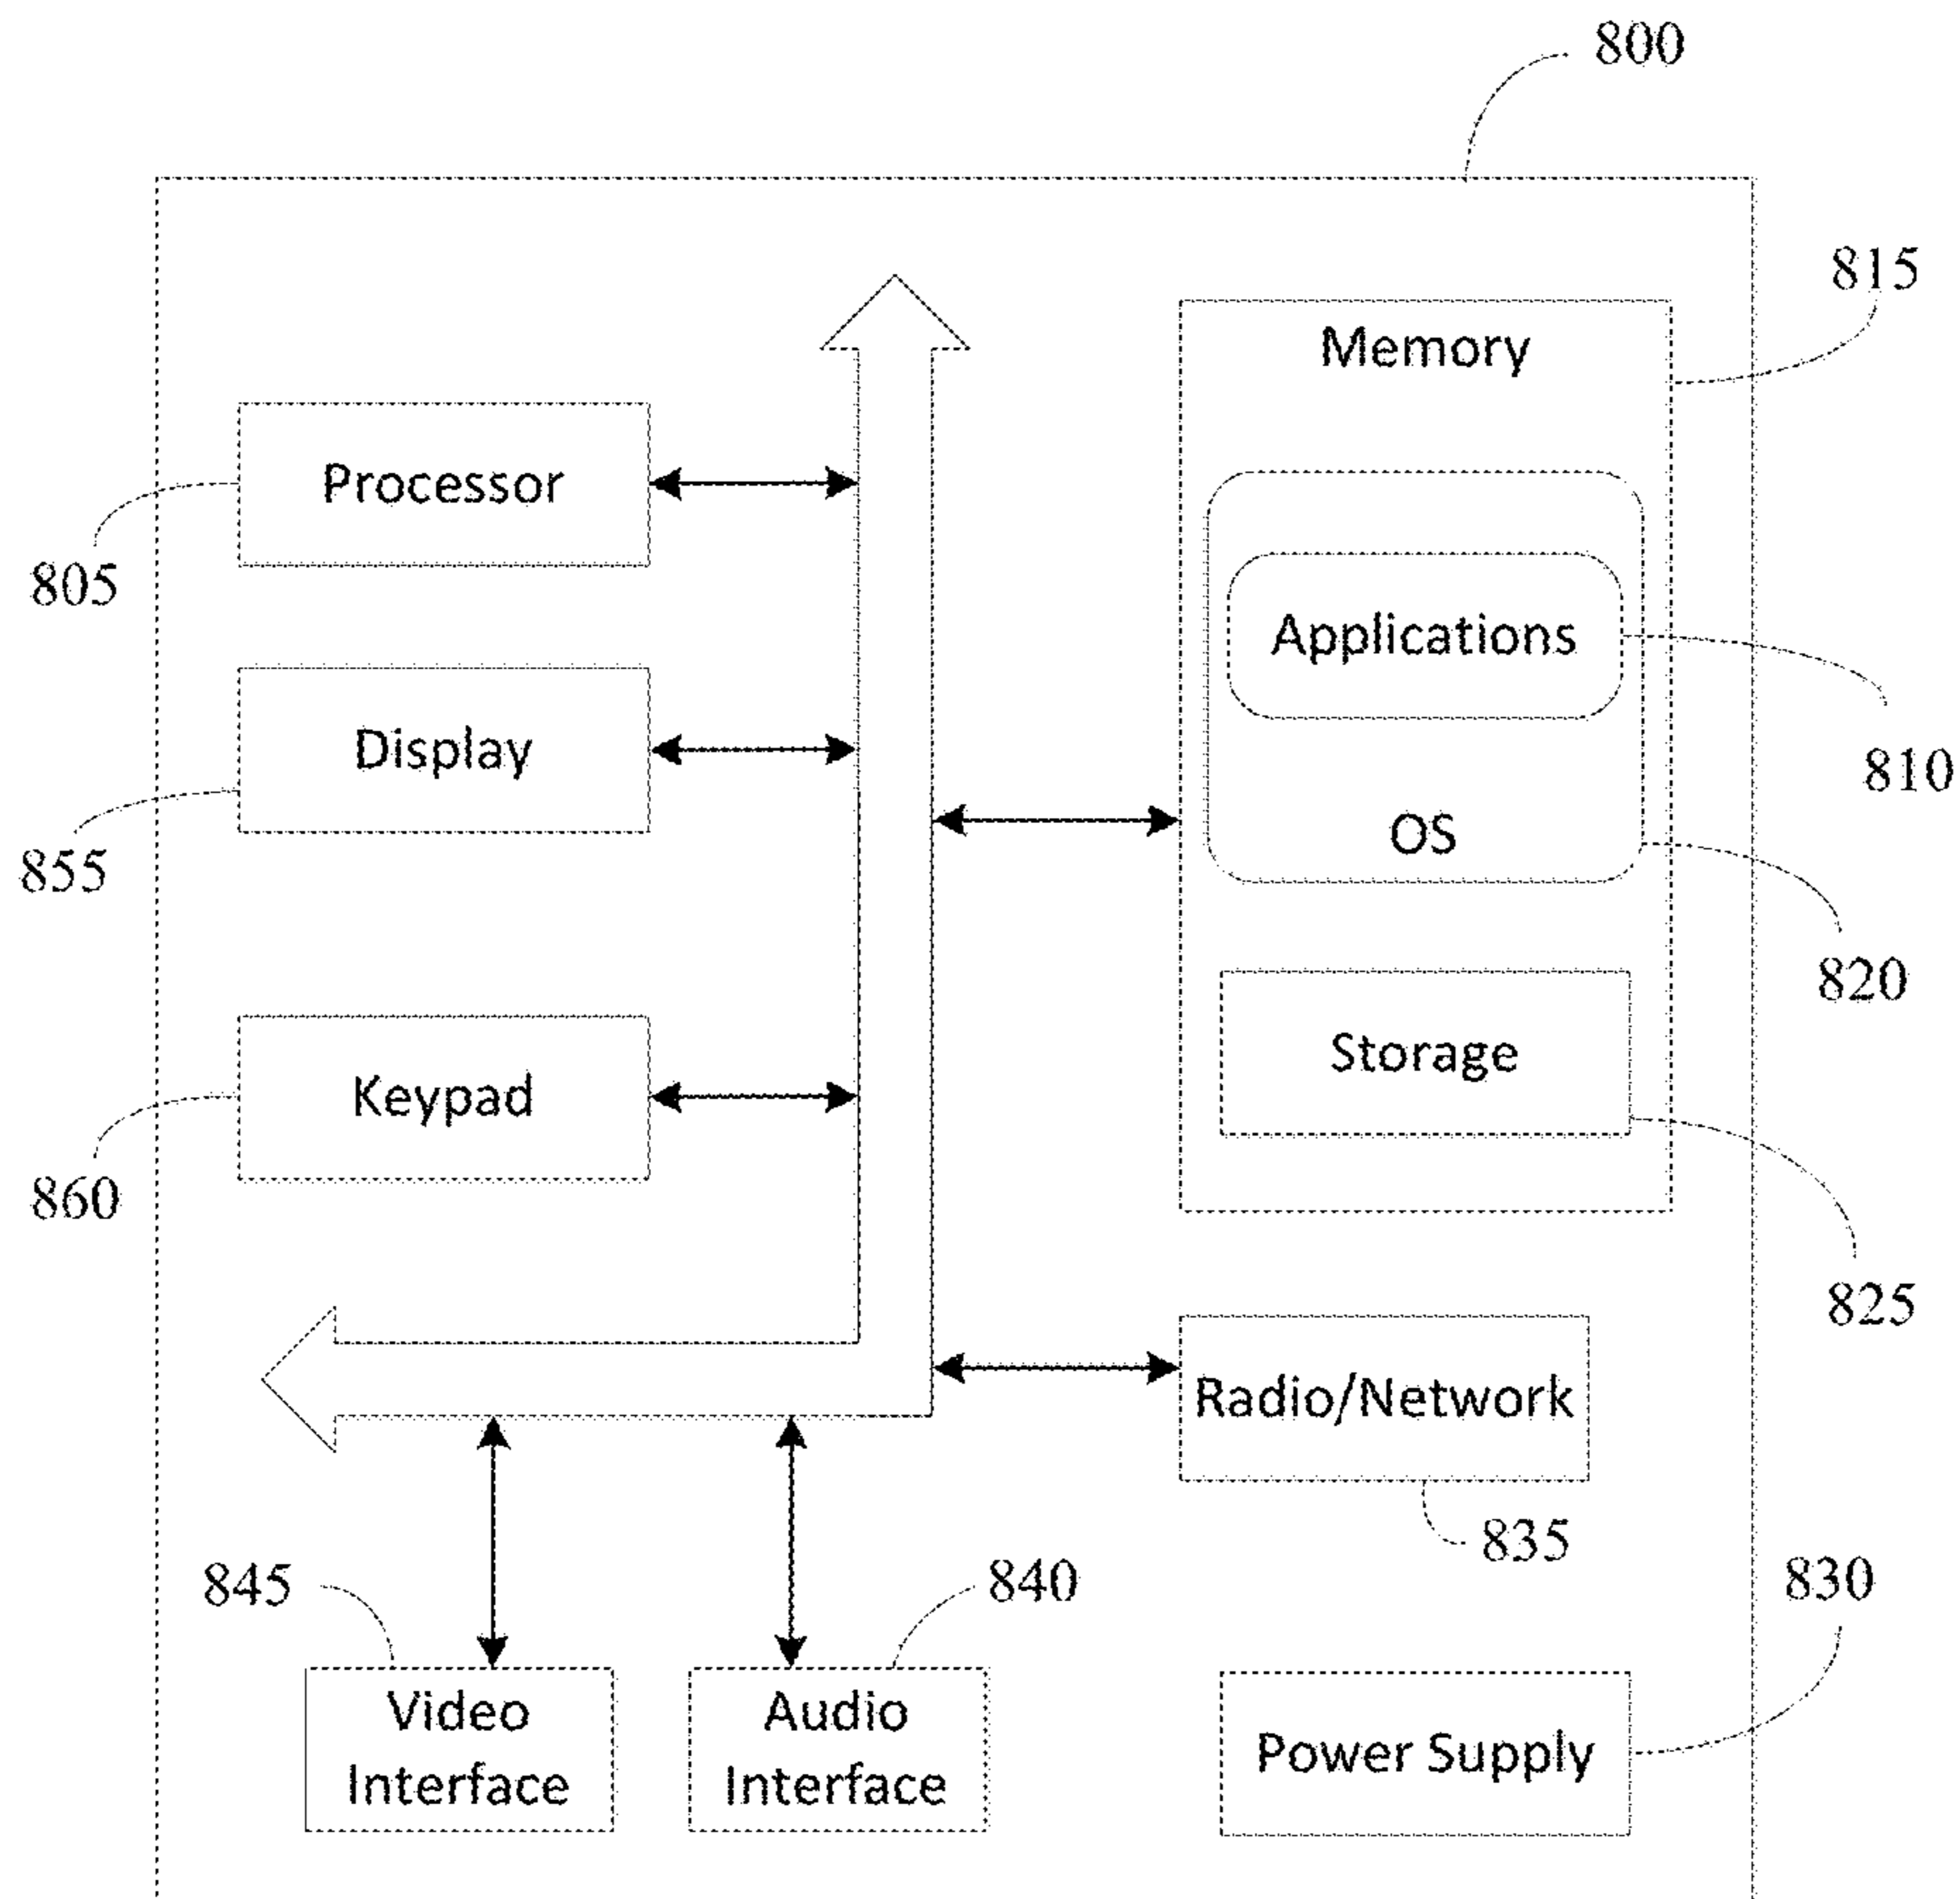 800
815
Memory
Processor
805
Applications
810
Display
855
OS
820
Storage
825
Keypad
860
Radio/Network
835
845
840
830
Video
Interface
Audio
Interface
Power Supply